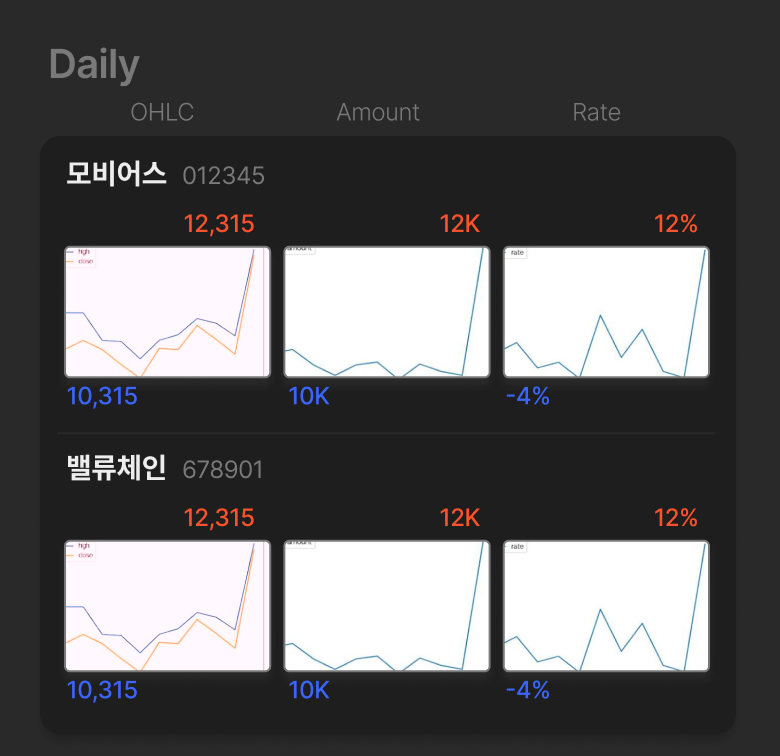 Daily
OHLC Amount Rate
모비어스 012345
12,315 12K 12%
high
close
amount
rate
10,315 10K -4%
밸류체인 678901
12,315 12K 12%
high
close
amount
rate
10,315 10K -4%